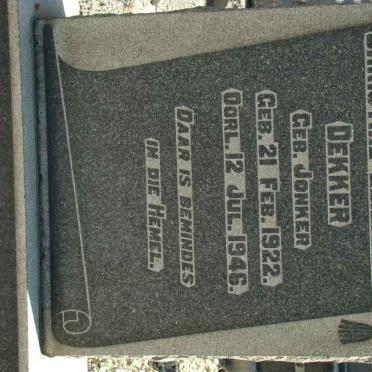 DEKKER
GEB. JONKER
GEB. 21 FEB. 1922.
OORL. 12 JUL. 1946.
DAAR IS BEMINDES
IN DIE HEMEL.